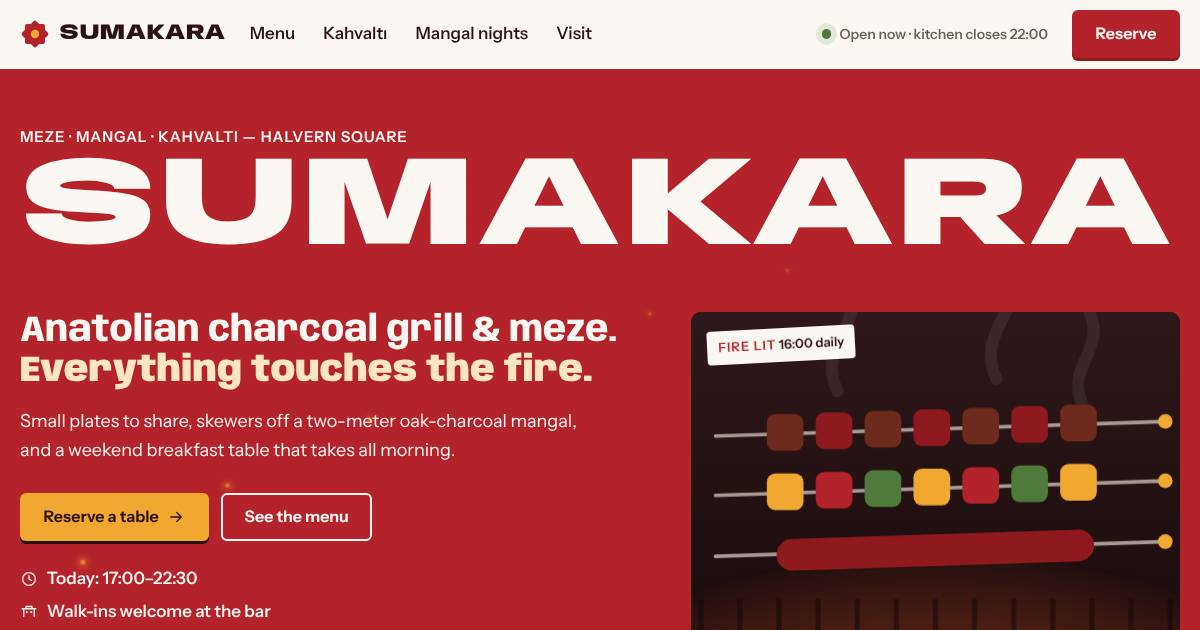 SUMAKARA
Menu
Kahvaltı
Mangal nights
Visit
Open now · kitchen closes 22:00
Reserve
MEZE · MANGAL · KAHVALTI — HALVERN SQUARE
SUMAKARA
Anatolian charcoal grill & meze.
Everything touches the fire.
Small plates to share, skewers off a two-meter oak-charcoal mangal,
and a weekend breakfast table that takes all morning.
Reserve a table →
See the menu
Today: 17:00–22:30
Walk-ins welcome at the bar
FIRE LIT 16:00 daily